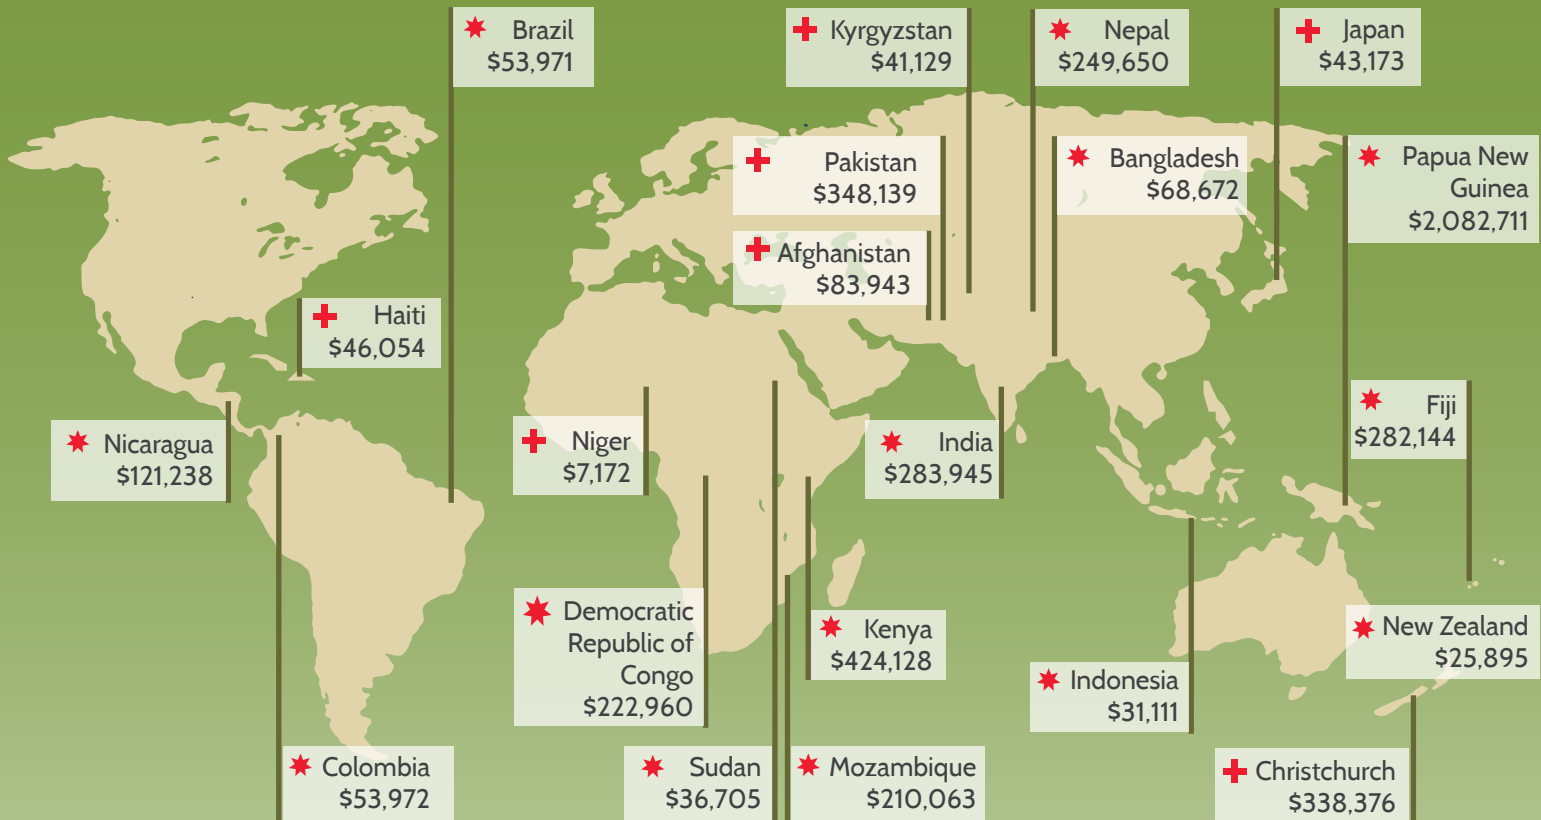 Brazil
$53,971
Kyrgyzstan
$41,129
Nepal
$249,650
Japan
$43,173
Pakistan
$348,139
Bangladesh
$68,672
Papua New
Guinea
$2,082,711
Afghanistan
$83,943
Haiti
$46,054
Nicaragua
$121,238
Niger
$7,172
India
$283,945
Fiji
$282,144
Democratic
Republic of
Congo
$222,960
Kenya
$424,128
New Zealand
$25,895
Indonesia
$31,111
Colombia
$53,972
Sudan
$36,705
Mozambique
$210,063
Christchurch
$338,376